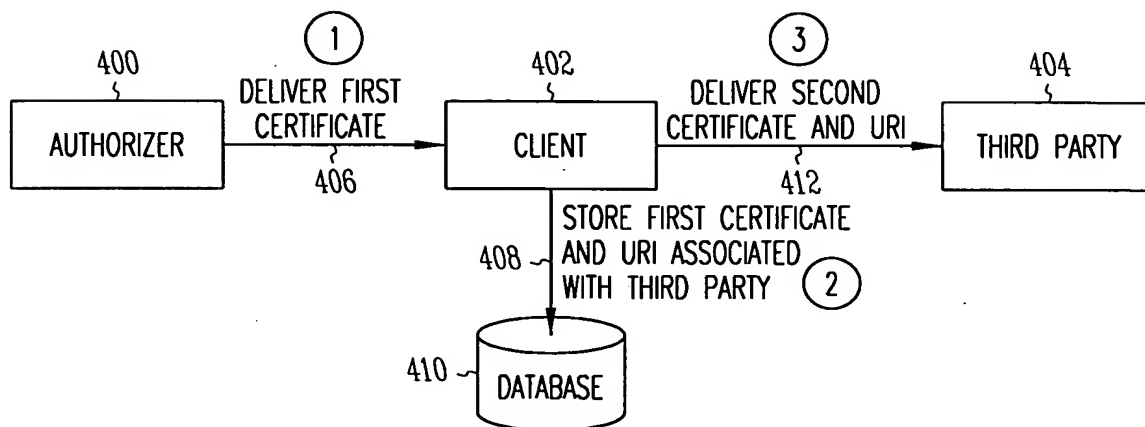 1
3
400
402
404
DELIVER FIRST
CERTIFICATE
DELIVER SECOND
CERTIFICATE AND URI
AUTHORIZER
CLIENT
THIRD PARTY
406
412
408
STORE FIRST CERTIFICATE
AND URI ASSOCIATED
WITH THIRD PARTY
2
410
DATABASE